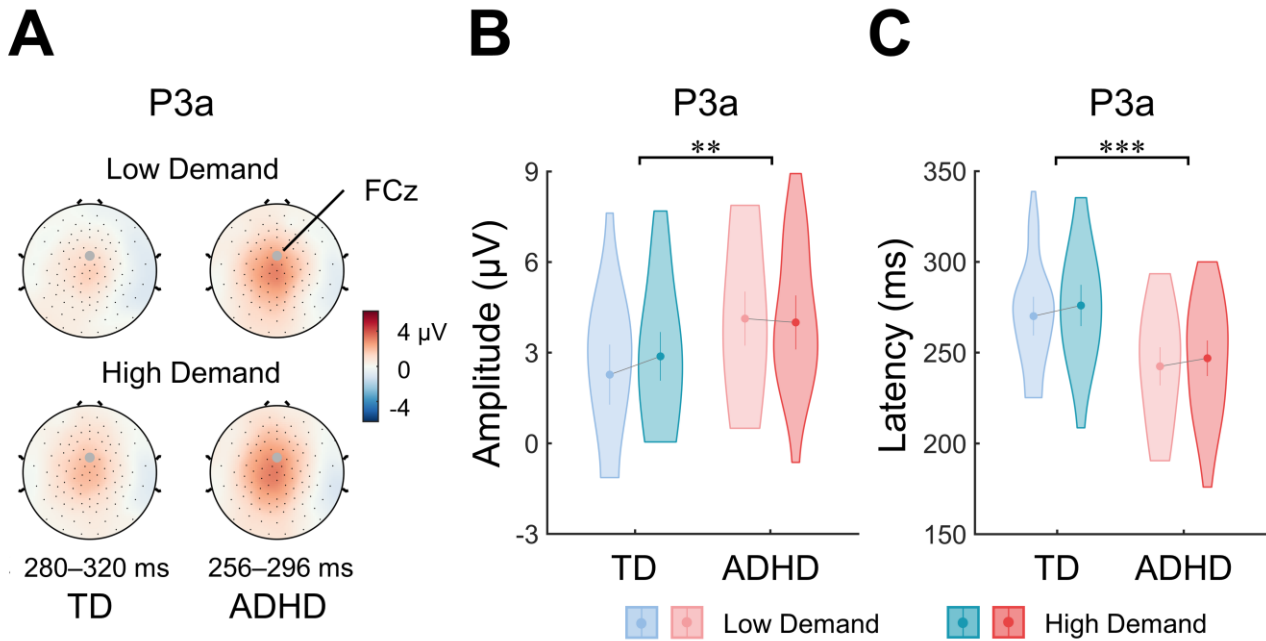 A
P3a
Low Demand
FCz
4 µV
0
-4
High Demand
280–320 ms
256–296 ms
TD
ADHD
B
P3a
**
9
6
3
0
-3
Amplitude (µV)
TD
ADHD
C
P3a
***
350
300
250
200
150
Latency (ms)
TD
ADHD
Low Demand
High Demand